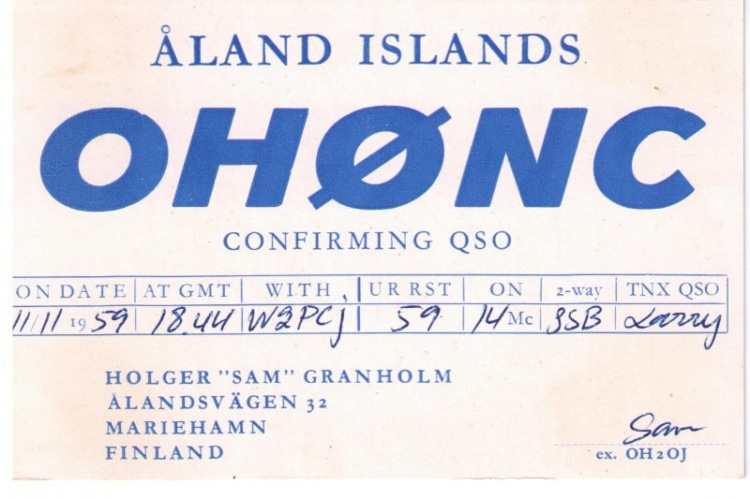 ÅLAND ISLANDS
OHØNC
CONFIRMING QSO
ON DATE AT GMT WITH UR RST ON 2-way TNX QSO
11/11 1959 18.44 W2PCJ 59 14 Mc SSB Larry
HOLGER "SAM" GRANHOLM
ÅLANDSVÄGEN 32
MARIEHAMN
FINLAND
Sam
ex. OH2OJ